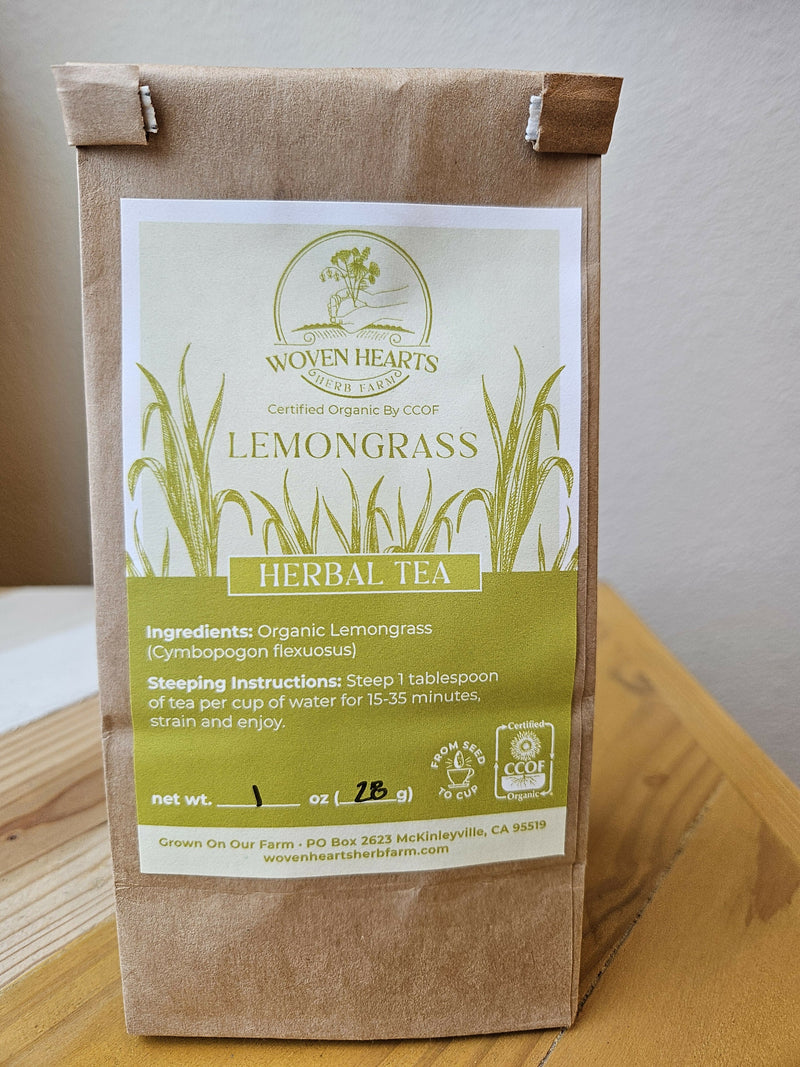 WOVEN HEARTS
HERB FARM
Certified Organic By CCOF
LEMONGRASS
HERBAL TEA
Ingredients: Organic Lemongrass
(Cymbopogon flexuosus)
Steeping Instructions: Steep 1 tablespoon
of tea per cup of water for 15-35 minutes,
strain and enjoy.
FROM SEED
TO CUP
Certified
CCOF
Organic
net wt. 1 oz (28 g)
Grown On Our Farm · PO Box 2623 McKinleyville, CA 95519
wovenheartsherbfarm.com